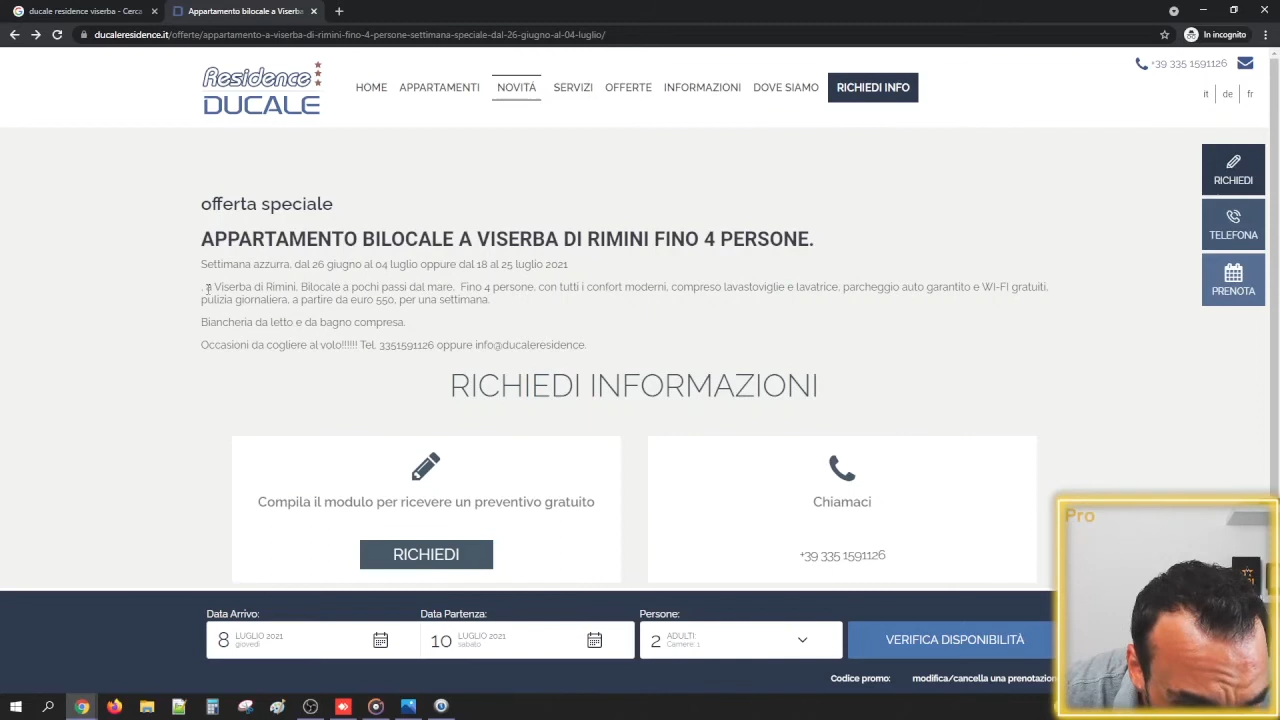 ducale residence viserba - Cerca
Appartamento bilocale a Viserba
ducaleresidence.it/offerte/appartamento-a-viserba-di-rimini-fino-4-persone-settimana-speciale-dal-26-giugno-al-04-luglio/
In incognito
Residence
DUCALE
HOME
APPARTAMENTI
NOVITÁ
SERVIZI
OFFERTE
INFORMAZIONI
DOVE SIAMO
RICHIEDI INFO
+39 335 1591126
it
de
fr
RICHIEDI
TELEFONA
PRENOTA
offerta speciale
APPARTAMENTO BILOCALE A VISERBA DI RIMINI FINO 4 PERSONE.
Settimana azzurra, dal 26 giugno al 04 luglio oppure dal 18 al 25 luglio 2021
Viserba di Rimini, Bilocale a pochi passi dal mare. Fino 4 persone, con tutti i confort moderni, compreso lavastoviglie e lavatrice, parcheggio auto garantito e WI-FI gratuiti,
pulizia giornaliera, a partire da euro 550, per una settimana.
Biancheria da letto e da bagno compresa.
Occasioni da cogliere al volo!!!!!! Tel. 3351591126 oppure info@ducaleresidence.
RICHIEDI INFORMAZIONI
Compila il modulo per ricevere un preventivo gratuito
RICHIEDI
Chiamaci
+39 335 1591126
Pro
Data Arrivo:
8 LUGLIO 2021
giovedì
Data Partenza:
10 LUGLIO 2021
sabato
Persone:
2 ADULTI:
Camere: 1
VERIFICA DISPONIBILITÀ
Codice promo:
modifica/cancella una prenotazion